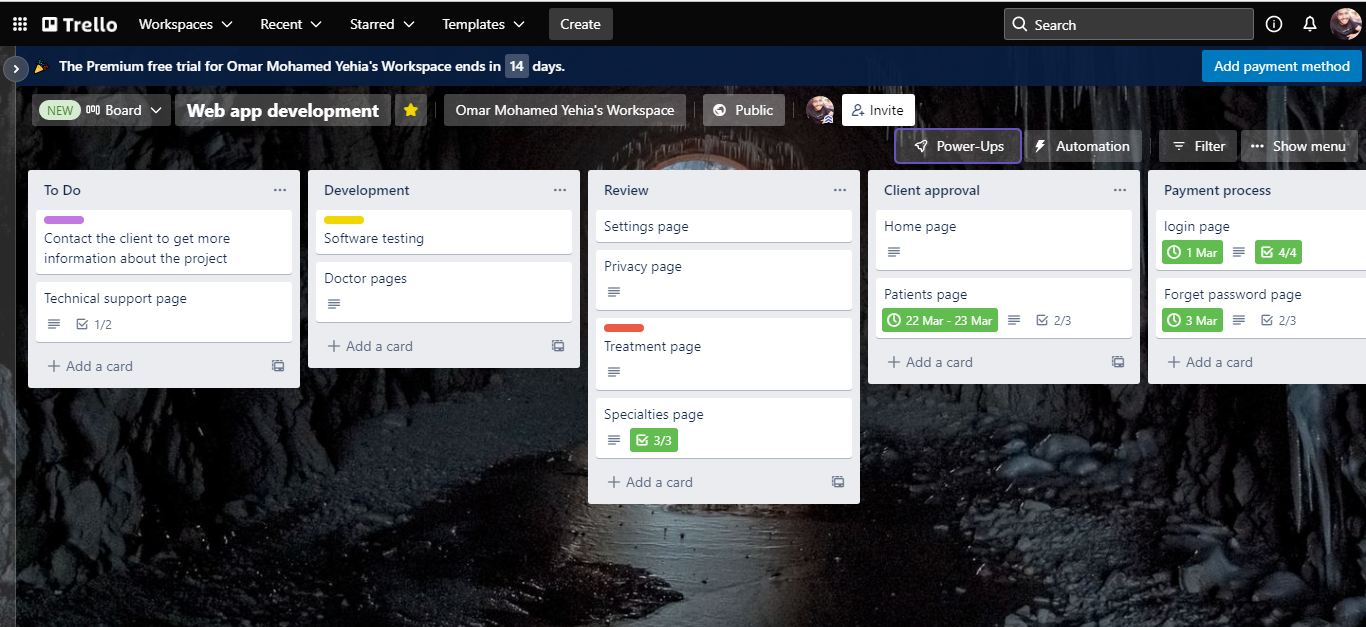 Trello Workspaces Recent Starred Templates Create Search
The Premium free trial for Omar Mohamed Yehia's Workspace ends in 14 days. Add payment method
NEW Board Web app development Omar Mohamed Yehia's Workspace Public Invite
Power-Ups Automation Filter Show menu
To Do
Contact the client to get more
information about the project
Technical support page
1/2
Add a card
Development
Software testing
Doctor pages
Add a card
Review
Settings page
Privacy page
Treatment page
Specialties page
3/3
Add a card
Client approval
Home page
Patients page
22 Mar - 23 Mar 2/3
Add a card
Payment process
login page
1 Mar 4/4
Forget password page
3 Mar 2/3
Add a card